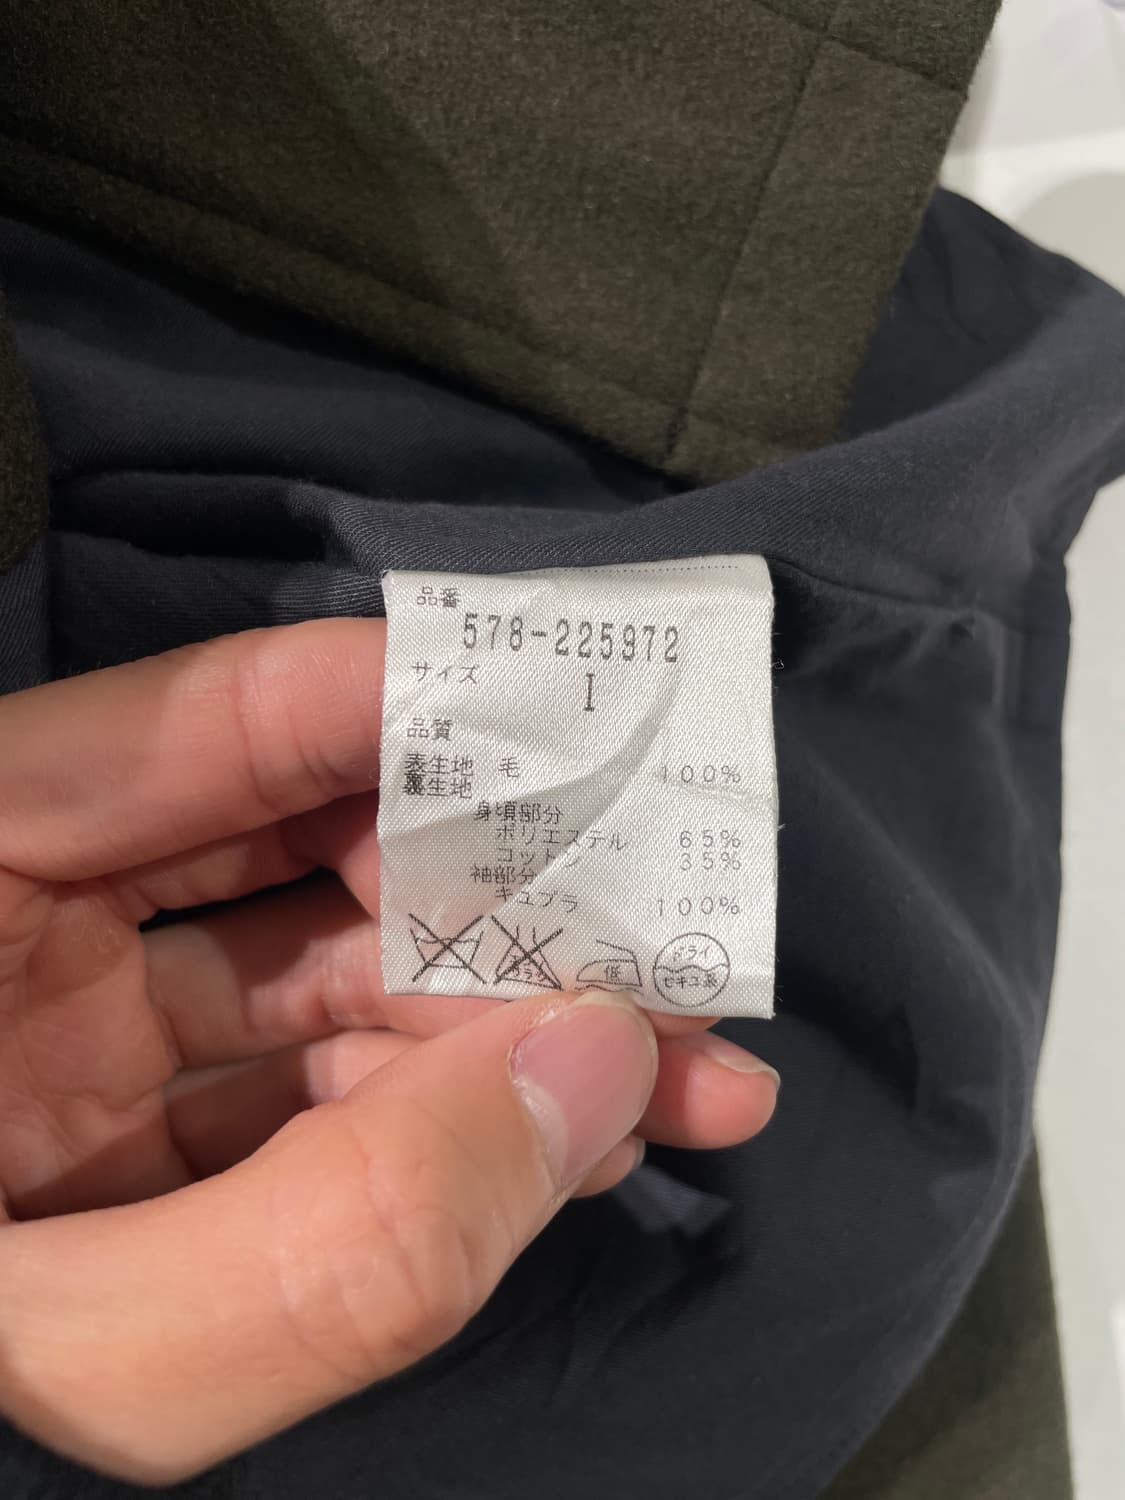 品番
578-225972
サイズ
I
品質
表生地 毛 100%
裏生地
身頃部分
ポリエステル 65%
コットン 35%
袖部分
キュプラ 100%
低
ドライ
セキユ系